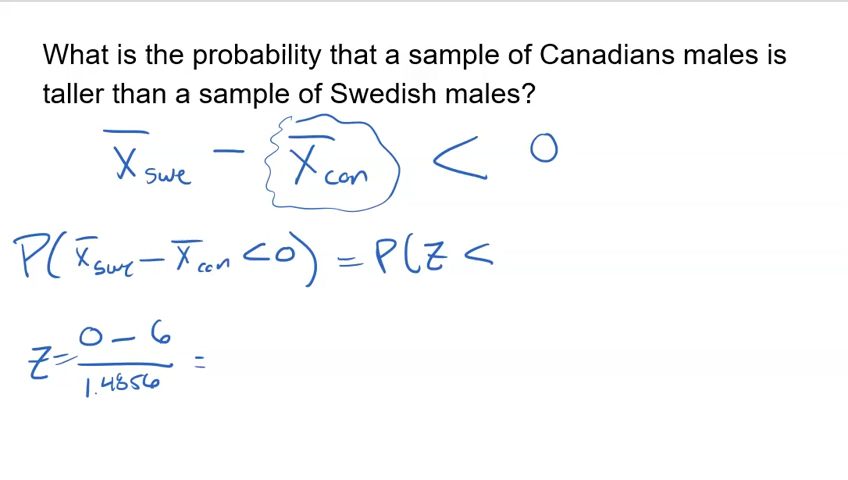 What is the probability that a sample of Canadians males is
taller than a sample of Swedish males?
X̅swe − X̅can < 0
P(X̅swe − X̅can < 0) = P(Z <
Z = (0 − 6)/1.4856 =